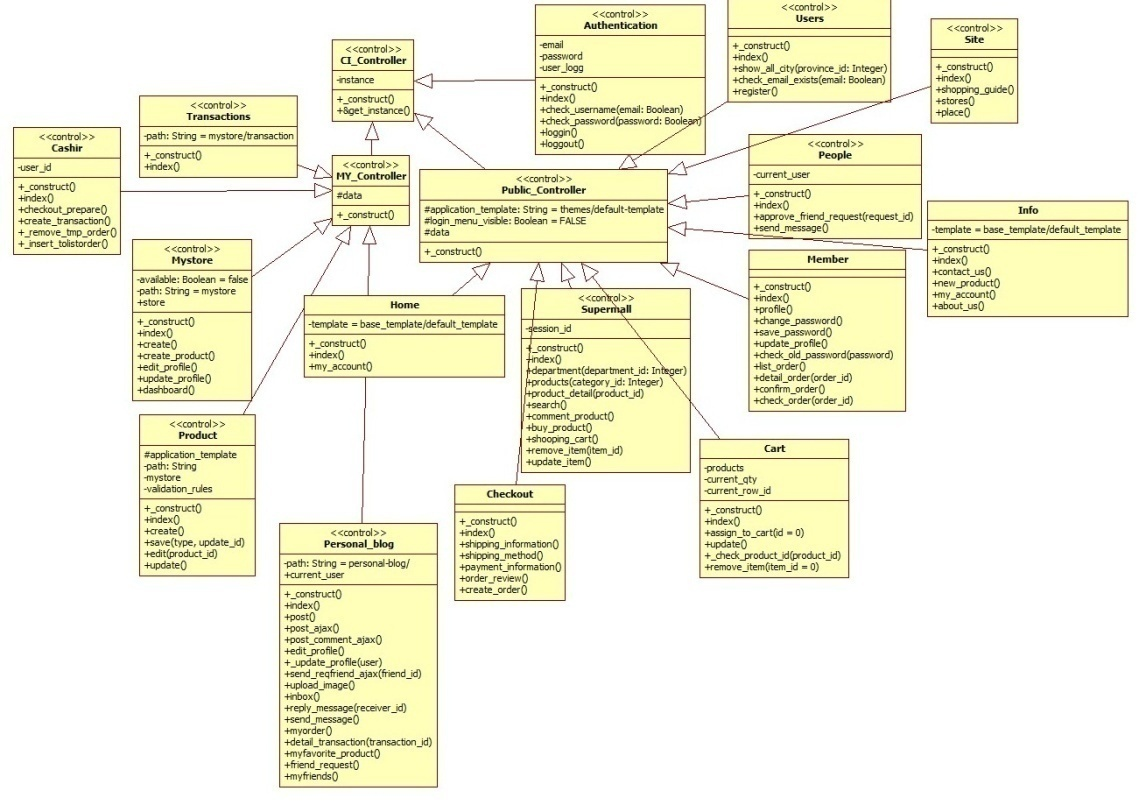 <<control>>
CI_Controller
-instance
+_construct()
+&get_instance()
<<control>>
Authentication
-email
-password
-user_logg
+_construct()
+index()
+check_username(email: Boolean)
+check_password(password: Boolean)
+loggin()
+loggout()
<<control>>
Users
+_construct()
+index()
+show_all_city(province_id: Integer)
+check_email_exists(email: Boolean)
+register()
<<control>>
Site
+_construct()
+index()
+shopping_guide()
+stores()
+place()
<<control>>
Transactions
-path: String = mystore/transaction
+_construct()
+index()
<<control>>
Cashir
-user_id
+_construct()
+index()
+checkout_prepare()
+create_transaction()
+_remove_tmp_order()
+_insert_tolistorder()
<<control>>
MY_Controller
#data
+_construct()
<<control>>
Public_Controller
#application_template: String = themes/default-template
#login_menu_visible: Boolean = FALSE
#data
+_construct()
<<control>>
People
-current_user
+_construct()
+index()
+approve_friend_request(request_id)
+send_message()
Info
-template = base_template/default_template
+_construct()
+index()
+contact_us()
+new_product()
+my_account()
+about_us()
<<control>>
Mystore
-available: Boolean = false
-path: String = mystore
+store
+_construct()
+index()
+create()
+create_product()
+edit_profile()
+update_profile()
+dashboard()
Home
-template = base_template/default_template
+_construct()
+index()
+my_account()
<<control>>
Supermall
-session_id
+_construct()
+index()
+department(department_id: Integer)
+products(category_id: Integer)
+product_detail(product_id)
+search()
+comment_product()
+buy_product()
+shooping_cart()
+remove_item(item_id)
+update_item()
Member
+_construct()
+index()
+profile()
+change_password()
+save_password()
+update_profile()
+check_old_password(password)
+list_order()
+detail_order(order_id)
+confirm_order()
+check_order(order_id)
<<control>>
Product
#application_template
-path: String
-mystore
-validation_rules
+_construct()
+index()
+create()
+save(type, update_id)
+edit(product_id)
+update()
Cart
-products
-current_qty
-current_row_id
+_construct()
+index()
+assign_to_cart(id = 0)
+update()
+_check_product_id(product_id)
+remove_item(item_id = 0)
Checkout
+_construct()
+index()
+shipping_information()
+shipping_method()
+payment_information()
+order_review()
+create_order()
<<control>>
Personal_blog
-path: String = personal-blog/
+current_user
+_construct()
+index()
+post()
+post_ajax()
+post_comment_ajax()
+edit_profile()
+_update_profile(user)
+send_reqfriend_ajax(friend_id)
+upload_image()
+inbox()
+reply_message(receiver_id)
+send_message()
+myorder()
+detail_transaction(transaction_id)
+myfavorite_product()
+friend_request()
+myfriends()